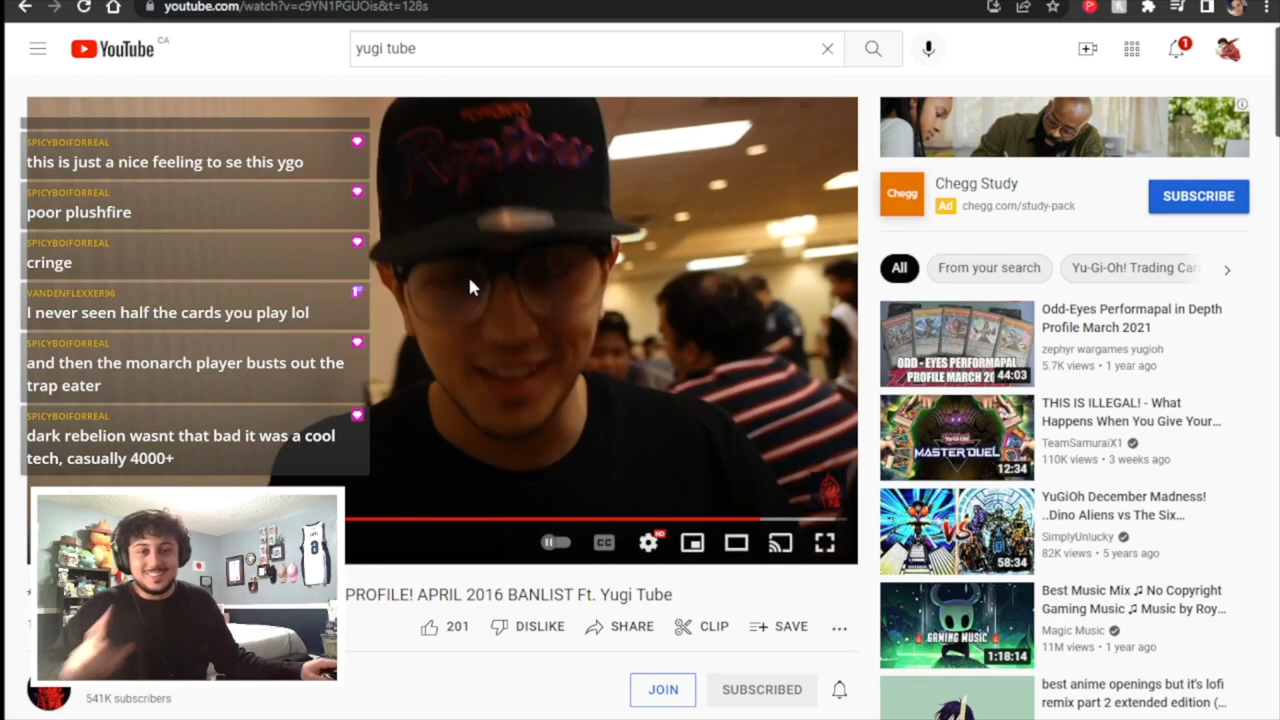 youtube.com/watch?v=c9YN1PGUOis&t=128s
YouTube CA
yugi tube
1
SPICYBOIFORREAL
this is just a nice feeling to se this ygo
SPICYBOIFORREAL
poor plushfire
SPICYBOIFORREAL
cringe
VANDENFLEXXER96
I never seen half the cards you play lol
SPICYBOIFORREAL
and then the monarch player busts out the
trap eater
SPICYBOIFORREAL
dark rebelion wasnt that bad it was a cool
tech, casually 4000+
CC
HD
PROFILE! APRIL 2016 BANLIST Ft. Yugi Tube
201
DISLIKE
SHARE
CLIP
SAVE
541K subscribers
JOIN
SUBSCRIBED
Chegg
Chegg Study
Ad chegg.com/study-pack
SUBSCRIBE
All
From your search
Yu-Gi-Oh! Trading Car
ODD - EYES PERFORMAPAL
PROFILE MARCH 20
44:03
Odd-Eyes Performapal in Depth
Profile March 2021
zephyr wargames yugioh
5.7K views • 1 year ago
MASTER DUEL
12:34
THIS IS ILLEGAL! - What
Happens When You Give Your...
TeamSamuraiX1
110K views • 3 weeks ago
VS
58:34
YuGiOh December Madness!
..Dino Aliens vs The Six...
SimplyUnlucky
82K views • 5 years ago
GAMING MUSIC
1:18:14
Best Music Mix ♫ No Copyright
Gaming Music ♫ Music by Roy...
Magic Music
11M views • 1 year ago
best anime openings but it's lofi
remix part 2 extended edition (...